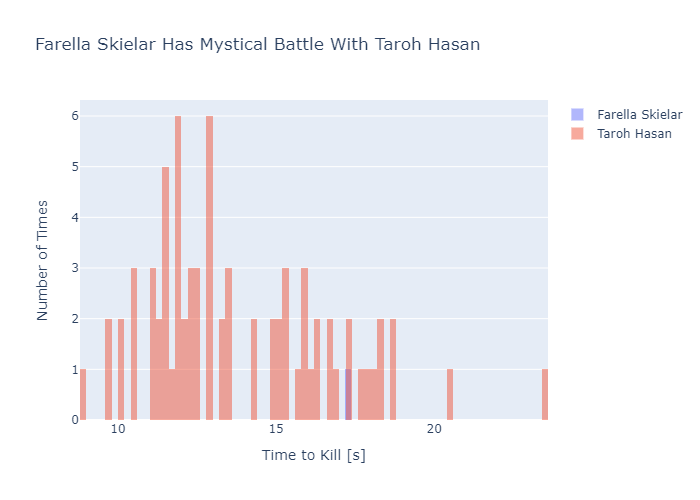 Farella Skielar Has Mystical Battle With Taroh Hasan
Farella Skielar
Taroh Hasan
6
5
4
3
2
1
0
Number of Times
10
15
20
Time to Kill [s]